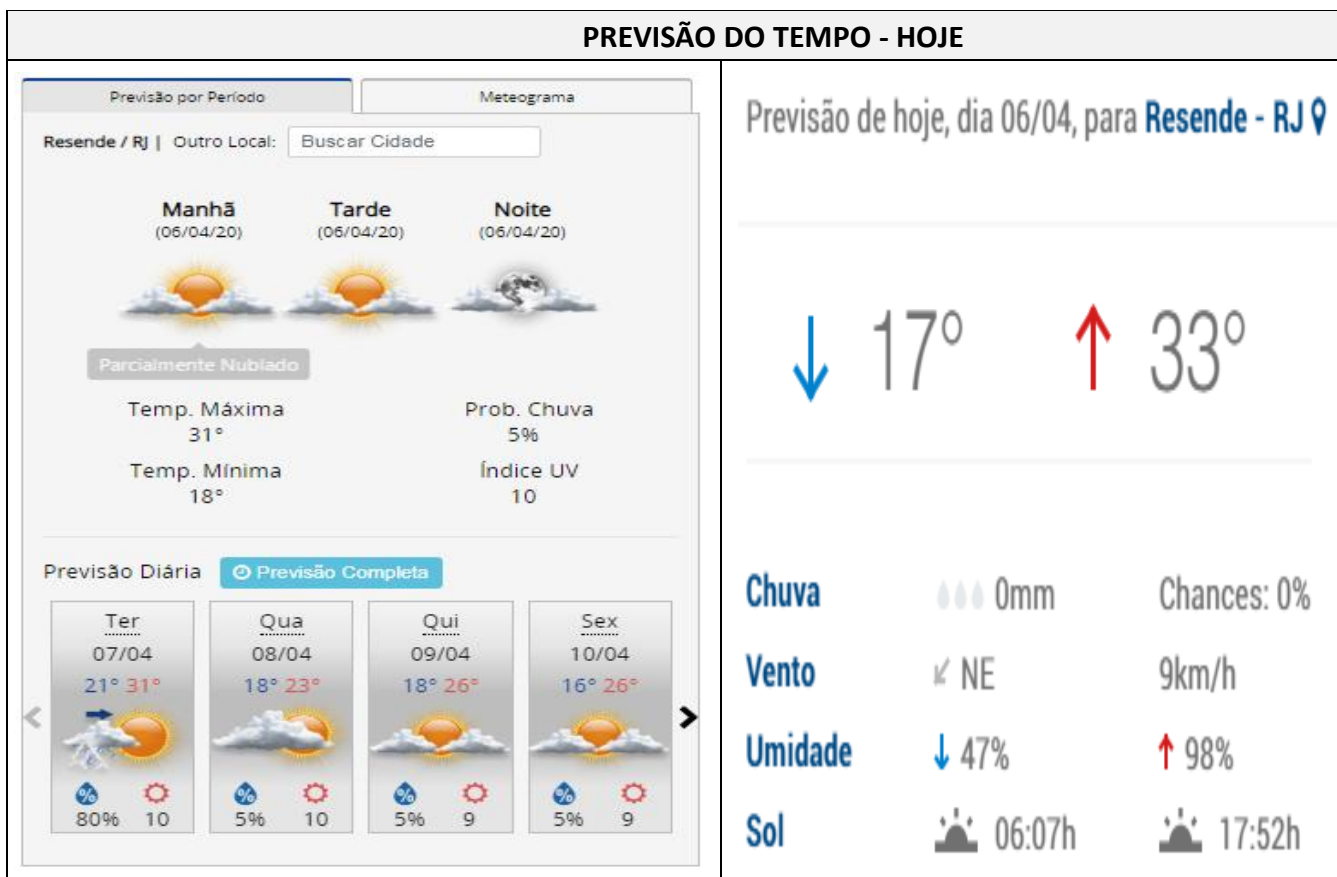 PREVISÃO DO TEMPO - HOJE
Previsão por Período
Meteograma
Resende / RJ | Outro Local: Buscar Cidade
Manhã Tarde Noite
(06/04/20) (06/04/20) (06/04/20)
Parcialmente Nublado
Temp. Máxima Prob. Chuva
31° 5%
Temp. Mínima Índice UV
18° 10
Previsão Diária Previsão Completa
Ter Qua Qui Sex
07/04 08/04 09/04 10/04
21° 31° 18° 23° 18° 26° 16° 26°
% % % %
80% 10 5% 10 5% 9 5% 9
Previsão de hoje, dia 06/04, para Resende - RJ
17° 33°
Chuva 0mm Chances: 0%
Vento NE 9km/h
Umidade 47% 98%
Sol 06:07h 17:52h